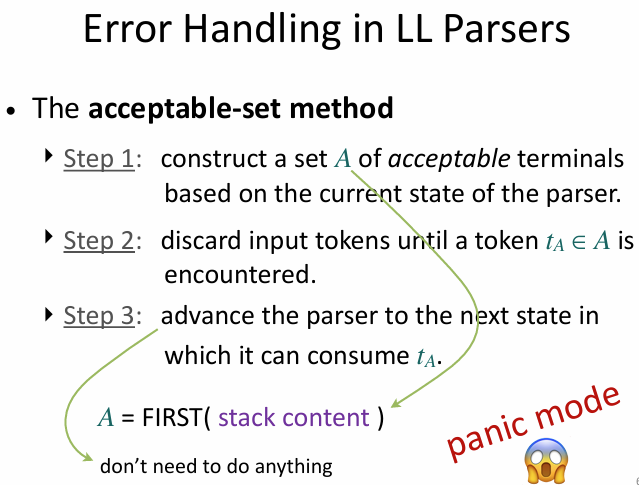 Error Handling in LL Parsers
• The acceptable-set method
Step 1: construct a set A of acceptable terminals
based on the current state of the parser.
Step 2: discard input tokens until a token t_A ∈ A is
encountered.
Step 3: advance the parser to the next state in
which it can consume t_A.
A = FIRST( stack content )
panic mode
don’t need to do anything